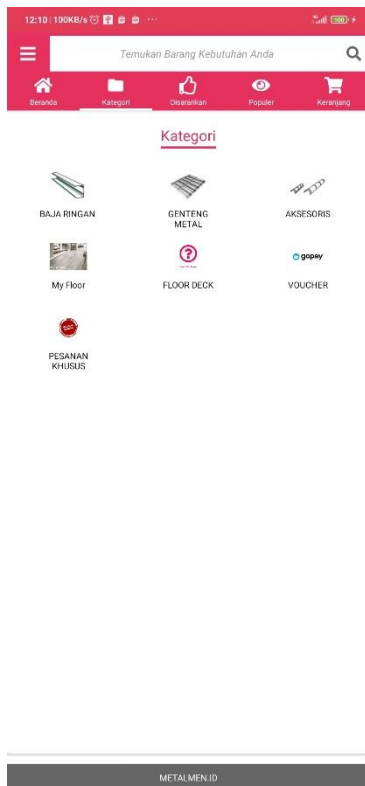 12:10 | 100KB/s
100
Temukan Barang Kebutuhan Anda
Beranda
Kategori
Disarankan
Populer
Keranjang
Kategori
BAJA RINGAN
GENTENG
METAL
AKSESORIS
gopay
My Floor
FLOOR DECK
VOUCHER
PESANAN
KHUSUS
METALMEN.ID